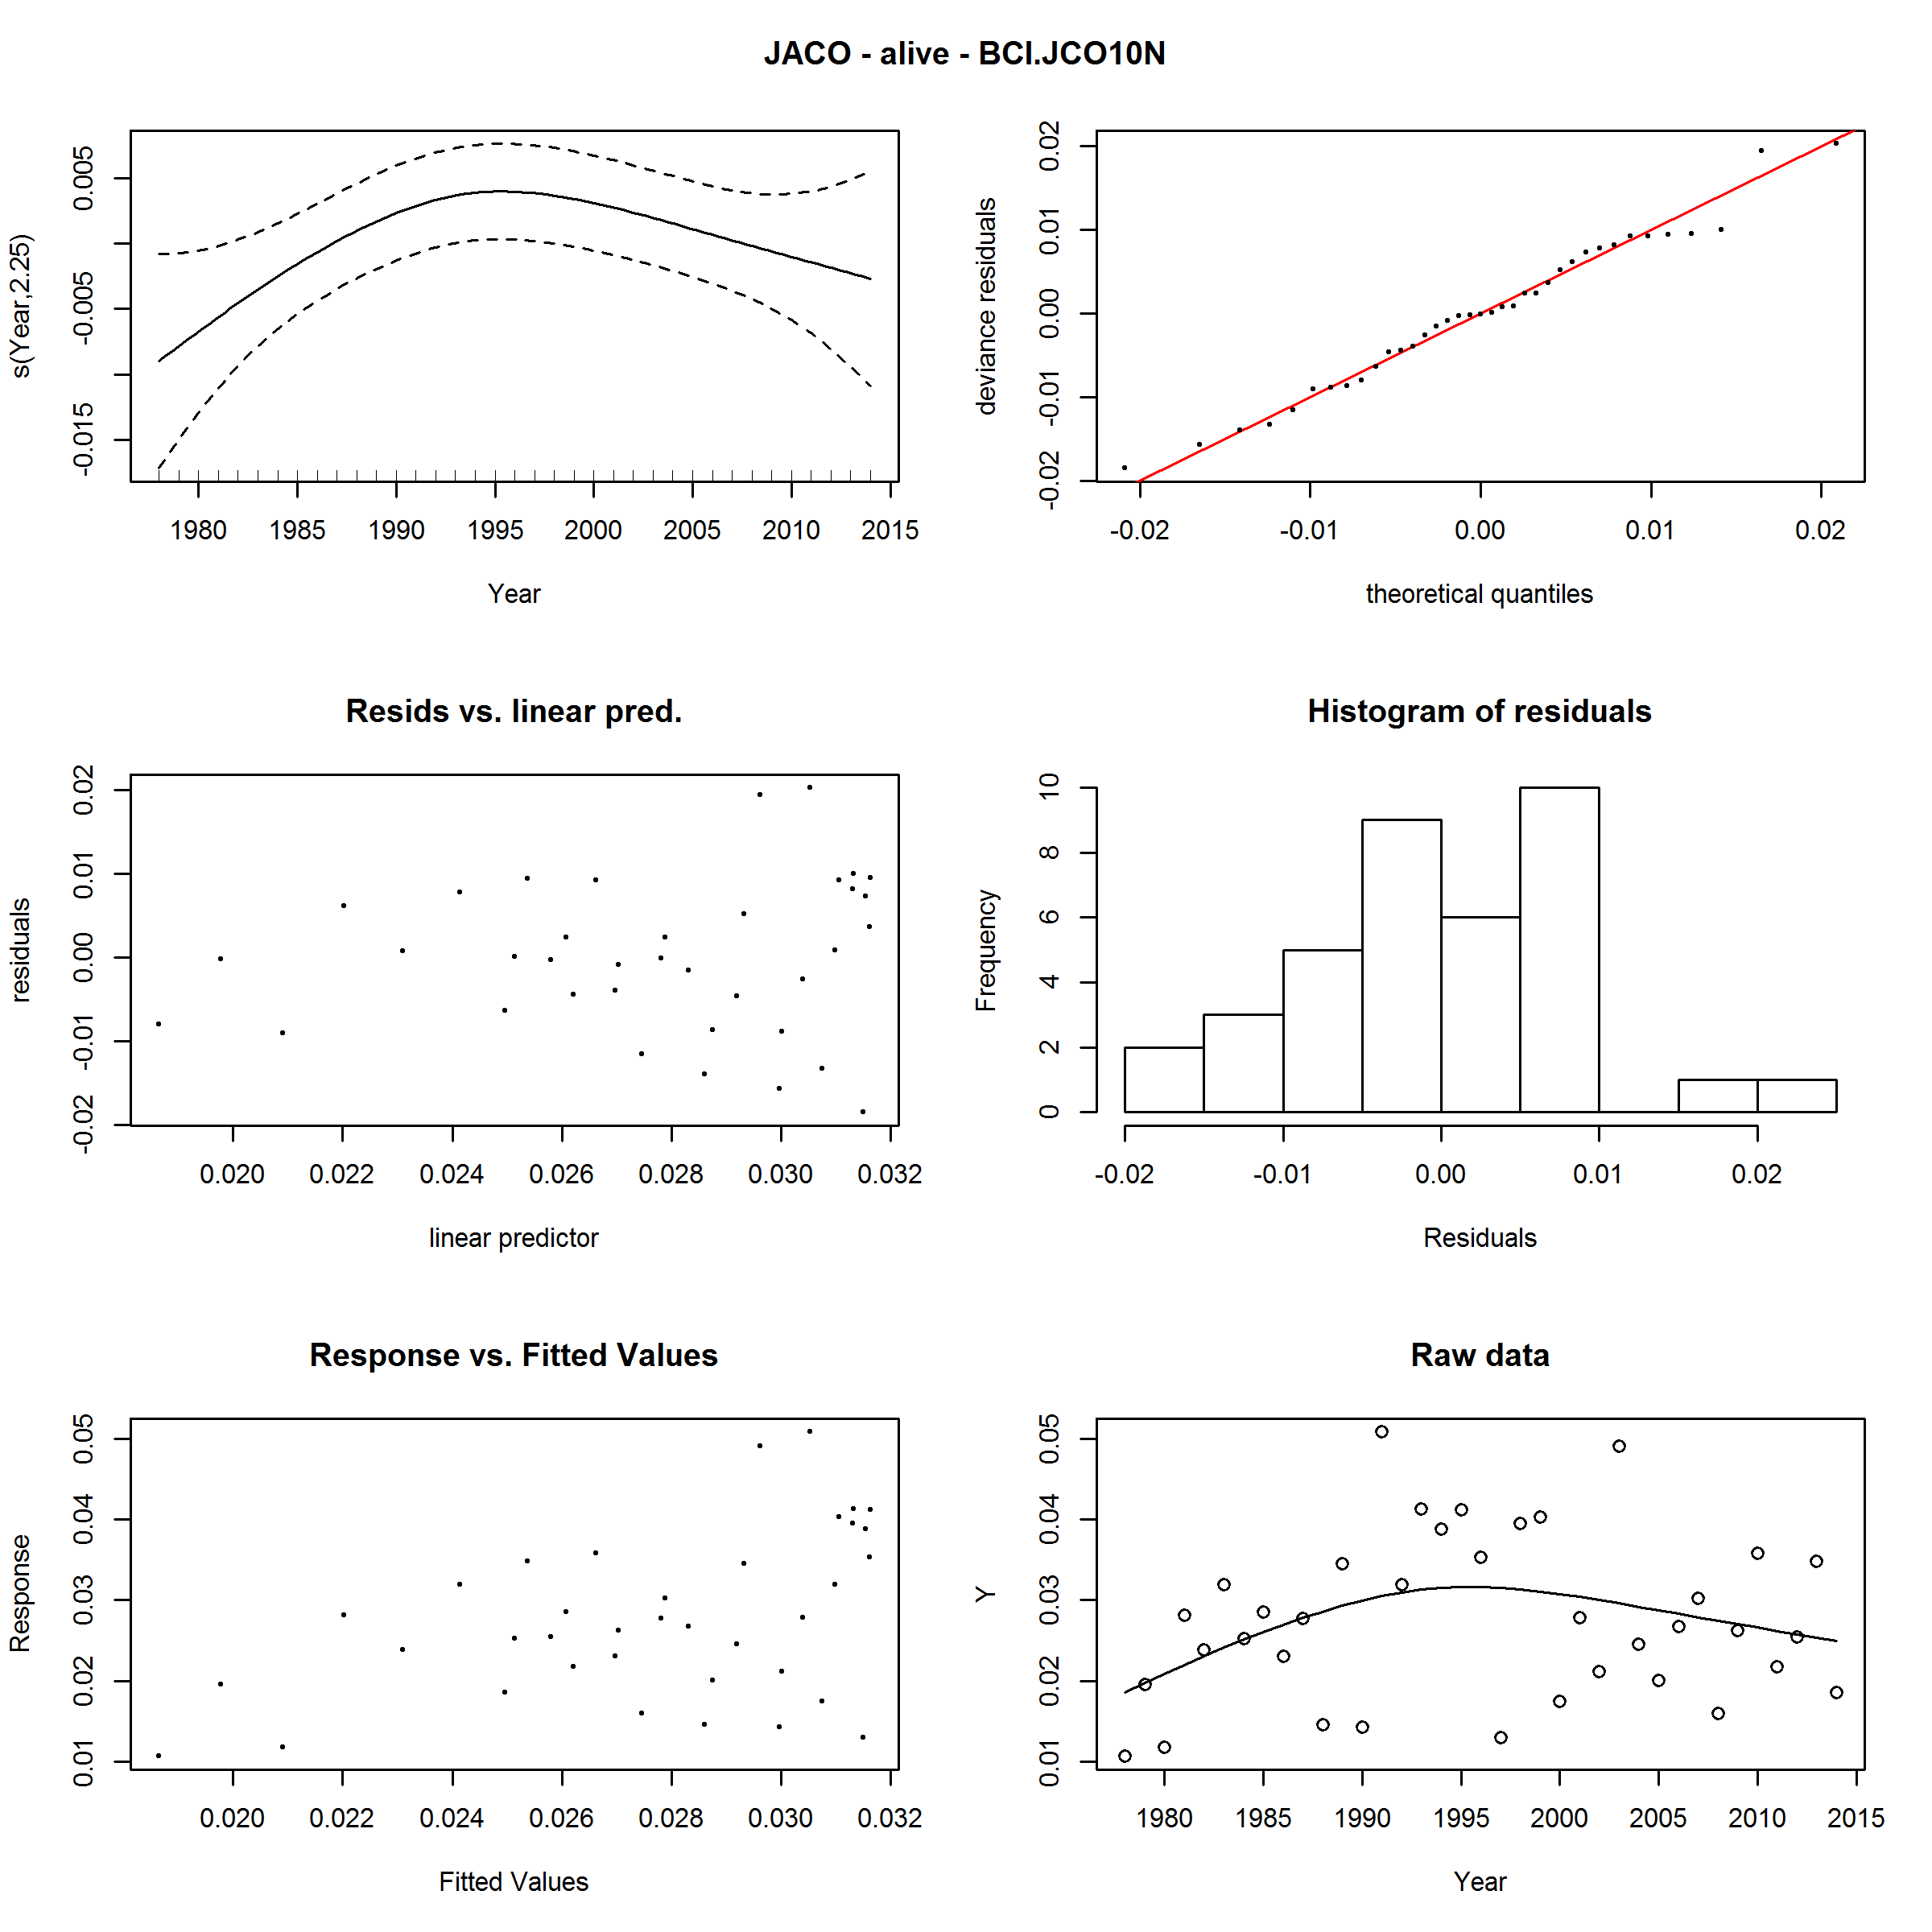 JACO - alive - BCI.JCO10N
s(Year,2.25)
0.005
-0.005
-0.015
1980 1985 1990 1995 2000 2005 2010 2015
Year
deviance residuals
0.02
0.01
0.00
-0.01
-0.02
-0.02 -0.01 0.00 0.01 0.02
theoretical quantiles
Resids vs. linear pred.
residuals
0.02
0.01
0.00
-0.01
-0.02
0.020 0.022 0.024 0.026 0.028 0.030 0.032
linear predictor
Histogram of residuals
Frequency
10
8
6
4
2
0
-0.02 -0.01 0.00 0.01 0.02
Residuals
Response vs. Fitted Values
Response
0.05
0.04
0.03
0.02
0.01
0.020 0.022 0.024 0.026 0.028 0.030 0.032
Fitted Values
Raw data
Y
0.05
0.04
0.03
0.02
0.01
1980 1985 1990 1995 2000 2005 2010 2015
Year